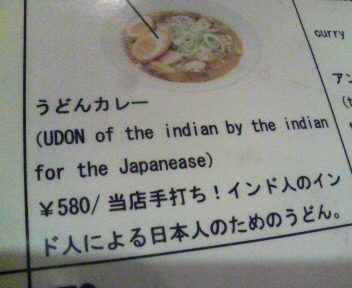 curry
うどんカレー
(UDON of the indian by the indian
for the Japanease)
アン
¥580/当店手打ち!インド人のイン
ド人による日本人のためのうどん。